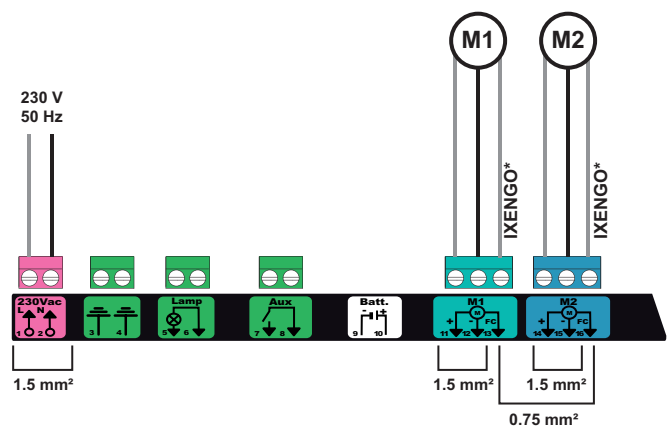 M1 M2
230 V
50 Hz
IXENGO*
IXENGO*
230Vac
L N
1 2
3 4
Lamp
5 6
Aux
7 8
Batt.
- +
9 10
M1
M
+ - FC
11 12 13
M2
M
+ - FC
14 15 16
1.5 mm²
1.5 mm²
1.5 mm²
0.75 mm²